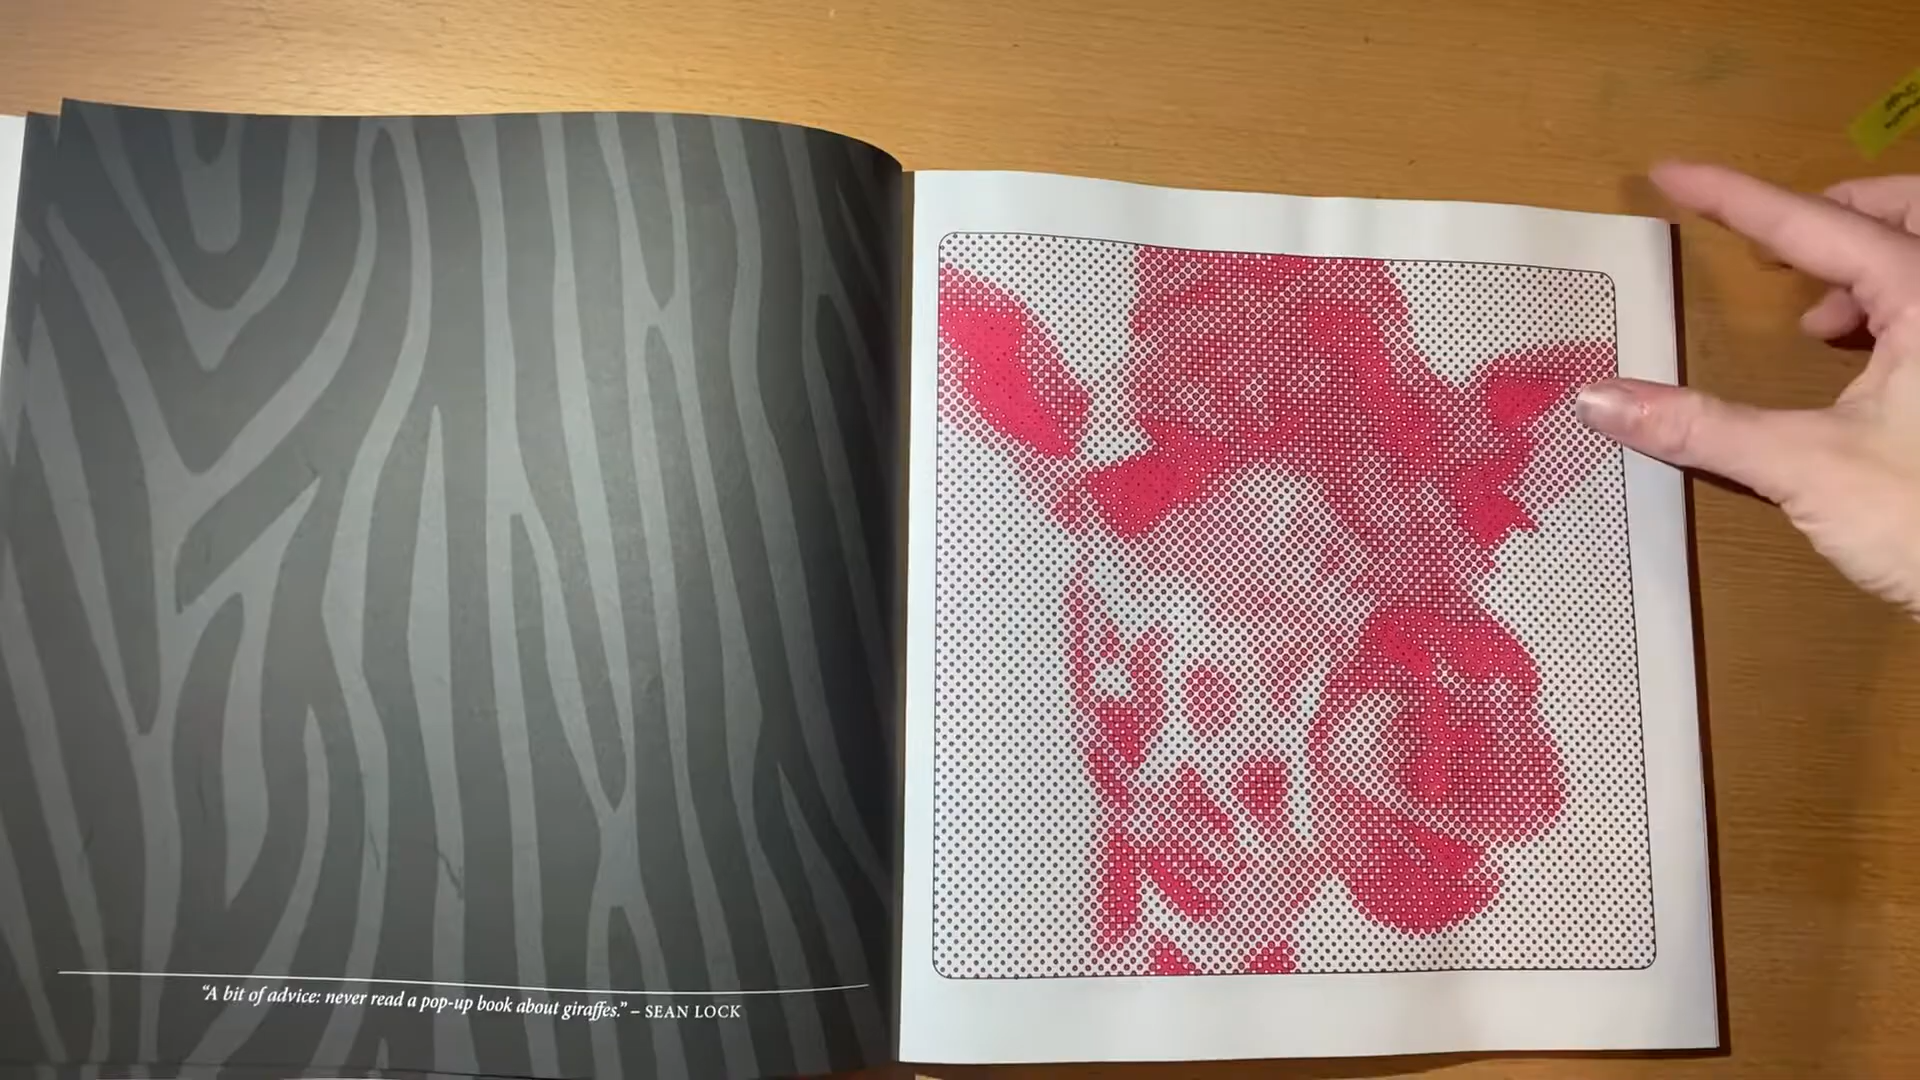 “A bit of advice: never read a pop-up book about giraffes.” – SEAN LOCK